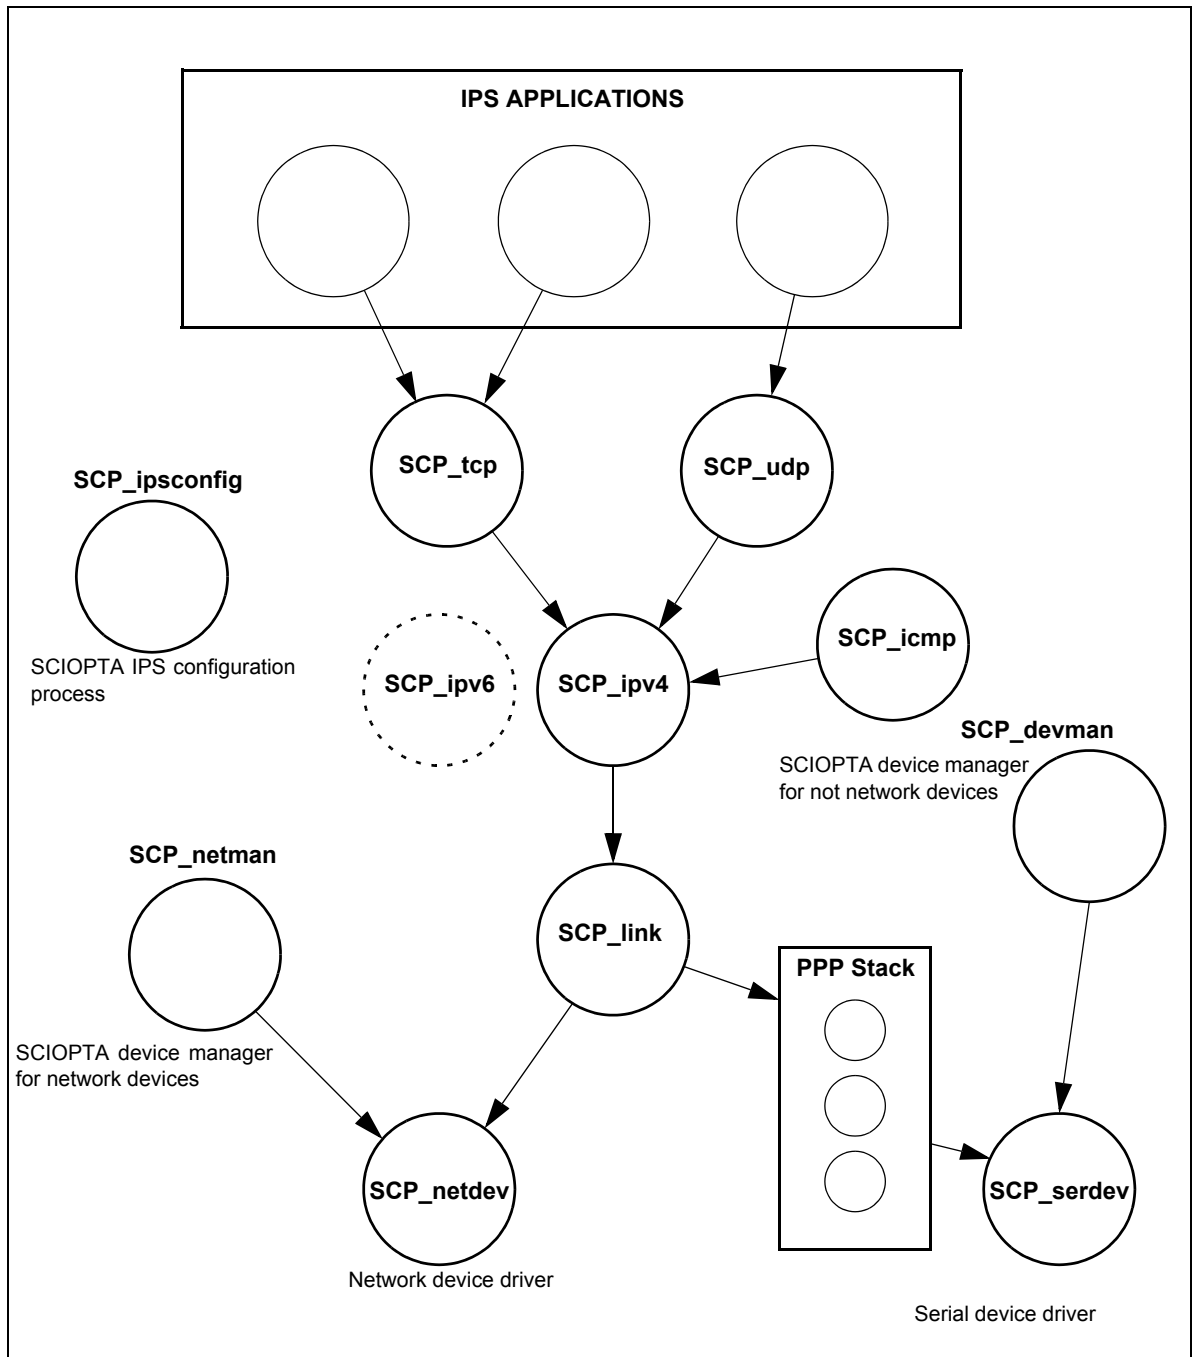 IPS APPLICATIONS
SCP_tcp
SCP_udp
SCP_ipsconfig
SCIOPTA IPS configuration
process
SCP_icmp
SCP_ipv6
SCP_ipv4
SCP_devman
SCIOPTA device manager
for not network devices
SCP_netman
SCIOPTA device manager
for network devices
SCP_link
PPP Stack
SCP_netdev
Network device driver
SCP_serdev
Serial device driver